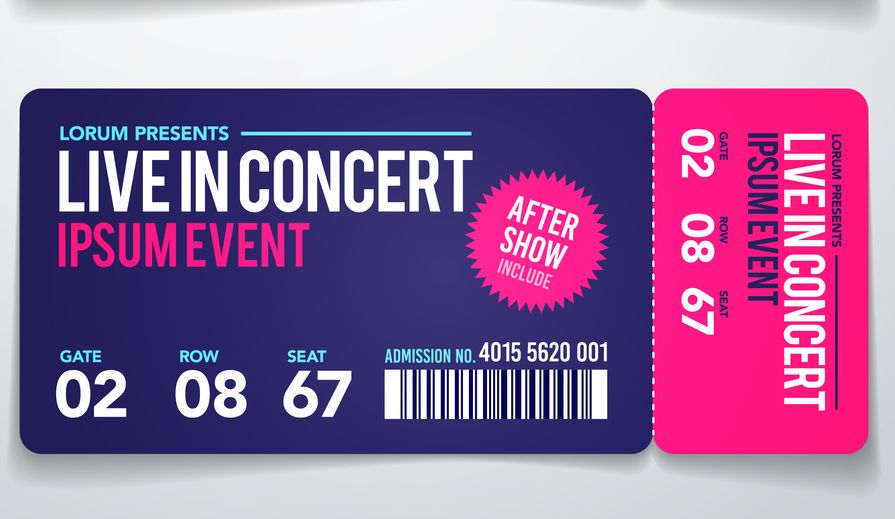 LORUM PRESENTS
LIVE IN CONCERT
IPSUM EVENT
AFTER
SHOW
INCLUDE
GATE ROW SEAT
02 08 67
ADMISSION NO. 4015 5620 001
LORUM PRESENTS
LIVE IN CONCERT
IPSUM EVENT
GATE ROW SEAT
02 08 67